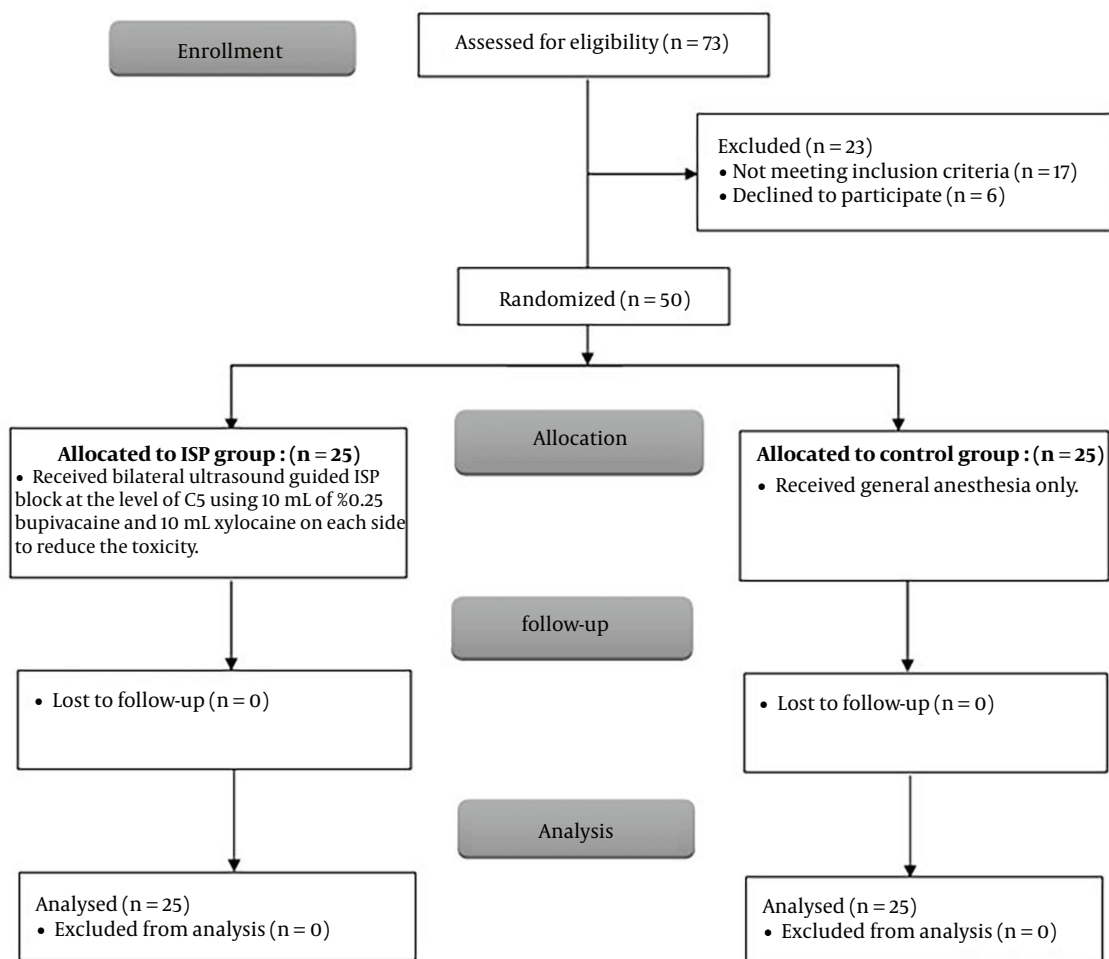 Enrollment
Assessed for eligibility (n = 73)
Excluded (n = 23)
• Not meeting inclusion criteria (n = 17)
• Declined to participate (n = 6)
Randomized (n = 50)
Allocation
Allocated to ISP group : (n = 25)
• Received bilateral ultrasound guided ISP
block at the level of C5 using 10 mL of %0.25
bupivacaine and 10 mL xylocaine on each side
to reduce the toxicity.
Allocated to control group : (n = 25)
• Received general anesthesia only.
follow-up
• Lost to follow-up (n = 0)
• Lost to follow-up (n = 0)
Analysis
Analysed (n = 25)
• Excluded from analysis (n = 0)
Analysed (n = 25)
• Excluded from analysis (n = 0)